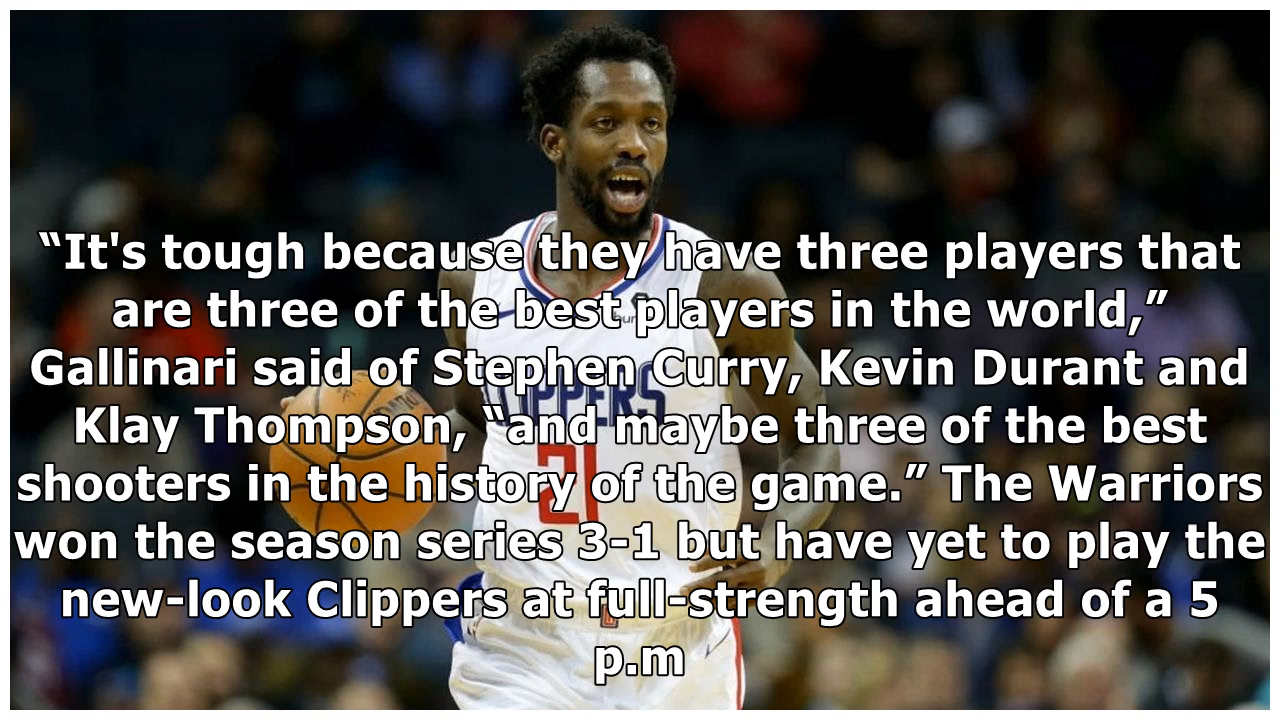 “It's tough because they have three players that
are three of the best players in the world,”
Gallinari said of Stephen Curry, Kevin Durant and
Klay Thompson, “and maybe three of the best
shooters in the history of the game.” The Warriors
won the season series 3-1 but have yet to play the
new-look Clippers at full-strength ahead of a 5
p.m
CLIPPERS
21